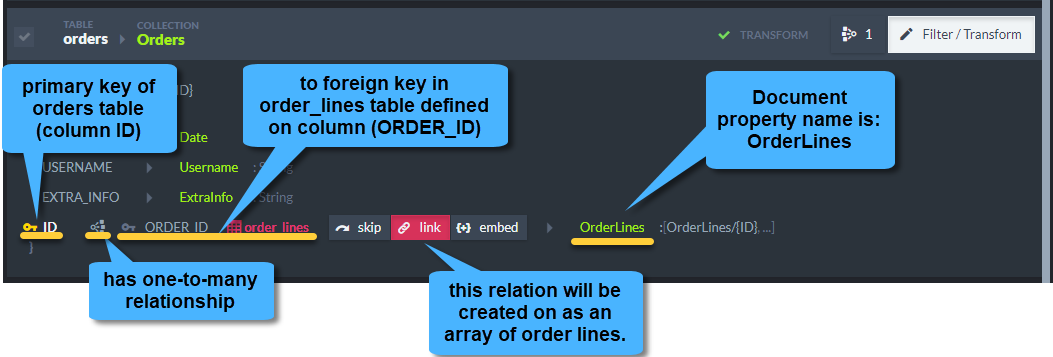 TABLE
orders
COLLECTION
Orders
TRANSFORM
1
Filter / Transform
primary key of
orders table
(column ID)
ID}
to foreign key in
order_lines table defined
on column (ORDER_ID)
Document
property name is:
OrderLines
Date
USERNAME Username :
EXTRA_INFO ExtraInfo : String
ID ORDER_ID order_lines skip link embed OrderLines :[OrderLines/{ID}, ...]
}
has one-to-many
relationship
this relation will be
created on as an
array of order lines.